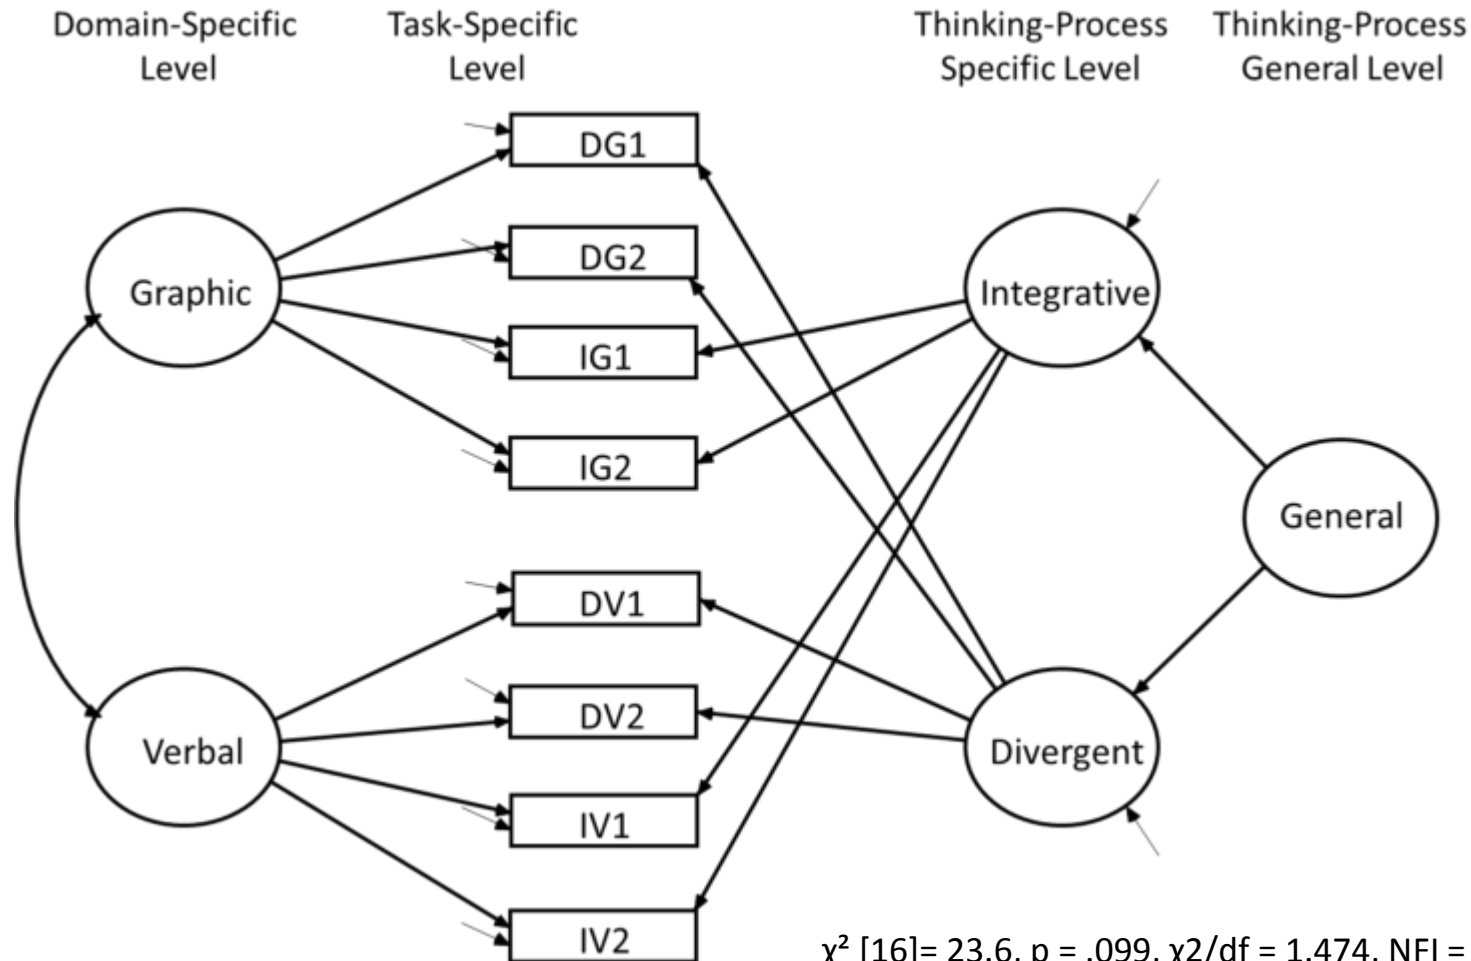 Domain-Specific
Level
Task-Specific
Level
Thinking-Process
Specific Level
Thinking-Process
General Level
DG1
DG2
Graphic
Integrative
IG1
IG2
General
DV1
DV2
Verbal
Divergent
IV1
IV2
χ² [16]= 23.6, p = .099, χ2/df = 1.474, NFI =